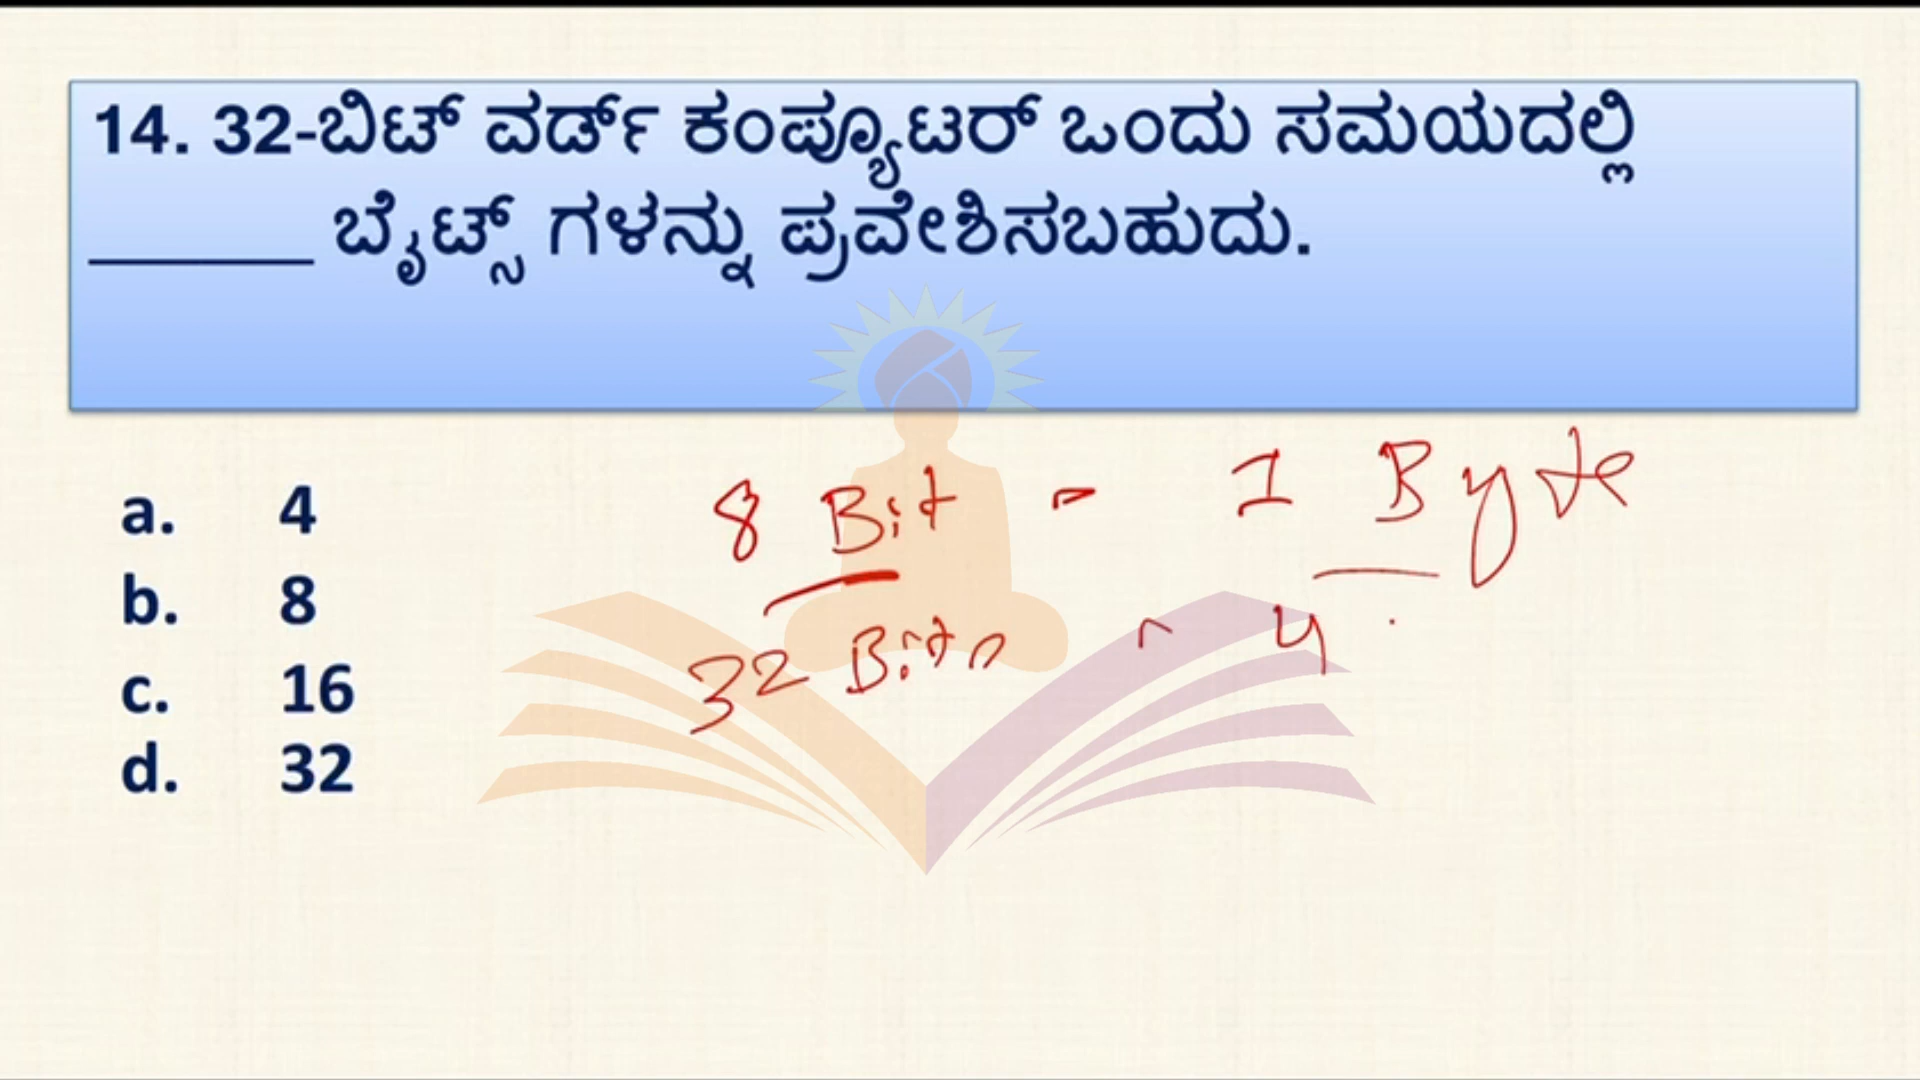 14. 32-ಬಿಟ್ ವರ್ಡ್ ಕಂಪ್ಯೂಟರ್ ಒಂದು ಸಮಯದಲ್ಲಿ
______ ಬೈಟ್ಸ್ ಗಳನ್ನು ಪ್ರವೇಶಿಸಬಹುದು.
a. 4
b. 8
c. 16
d. 32
8 Bit = 1 Byte
32 Bits = 4